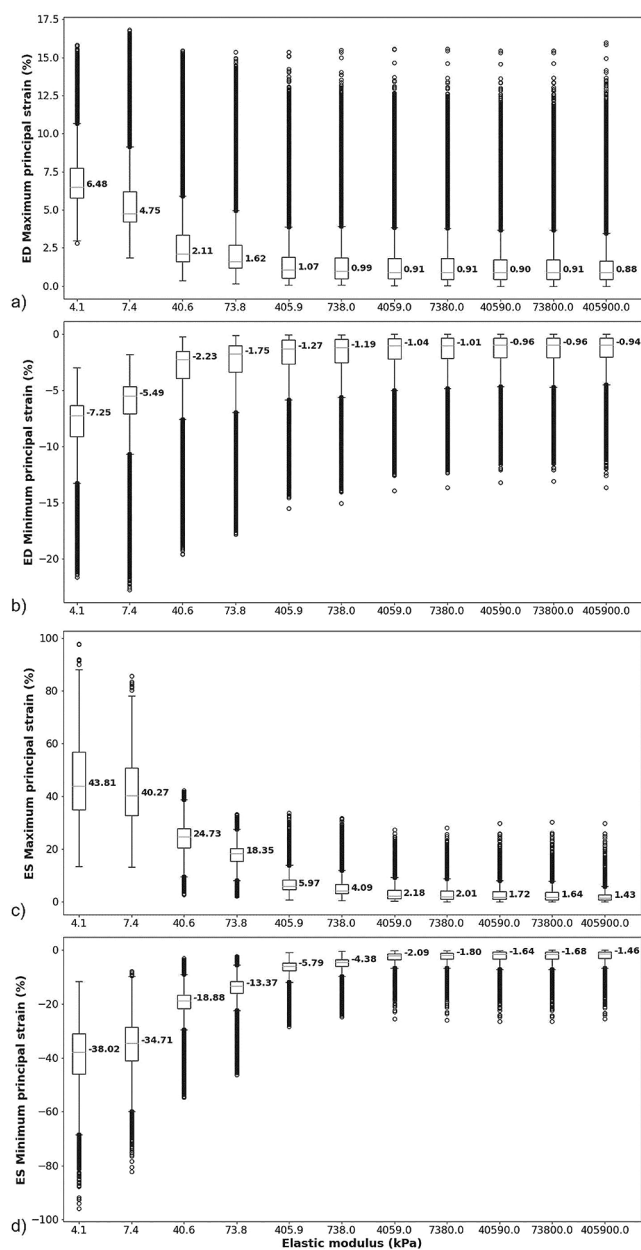 17.5
15.0
12.5
10.0
7.5
5.0
2.5
0.0
ED Maximum principal strain (%)
6.48 4.75 2.11 1.62 1.07 0.99 0.91 0.91 0.90 0.91 0.88
a)
4.1 7.4 40.6 73.8 405.9 738.0 4059.0 7380.0 40590.0 73800.0 405900.0
0
−5
−10
−15
−20
ED Minimum principal strain (%)
-7.25 -5.49 -2.23 -1.75 -1.27 -1.19 -1.04 -1.01 -0.96 -0.96 -0.94
b)
4.1 7.4 40.6 73.8 405.9 738.0 4059.0 7380.0 40590.0 73800.0 405900.0
100
80
60
40
20
0
ES Maximum principal strain (%)
43.81 40.27 24.73 18.35 5.97 4.09 2.18 2.01 1.72 1.64 1.43
c)
4.1 7.4 40.6 73.8 405.9 738.0 4059.0 7380.0 40590.0 73800.0 405900.0
0
−20
−40
−60
−80
−100
ES Minimum principal strain (%)
-38.02 -34.71 -18.88 -13.37 -5.79 -4.38 -2.09 -1.80 -1.64 -1.68 -1.46
d)
4.1 7.4 40.6 73.8 405.9 738.0 4059.0 7380.0 40590.0 73800.0 405900.0
Elastic modulus (kPa)